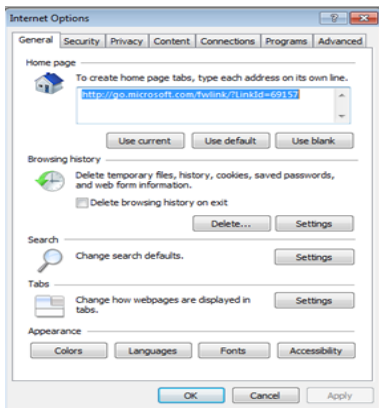 Internet Options
General Security Privacy Content Connections Programs Advanced
Home page
To create home page tabs, type each address on its own line.
http://go.microsoft.com/fwlink/?LinkId=69157
Use current Use default Use blank
Browsing history
Delete temporary files, history, cookies, saved passwords,
and web form information.
Delete browsing history on exit
Delete... Settings
Search
Change search defaults. Settings
Tabs
Change how webpages are displayed in Settings
tabs.
Appearance
Colors Languages Fonts Accessibility
OK Cancel Apply